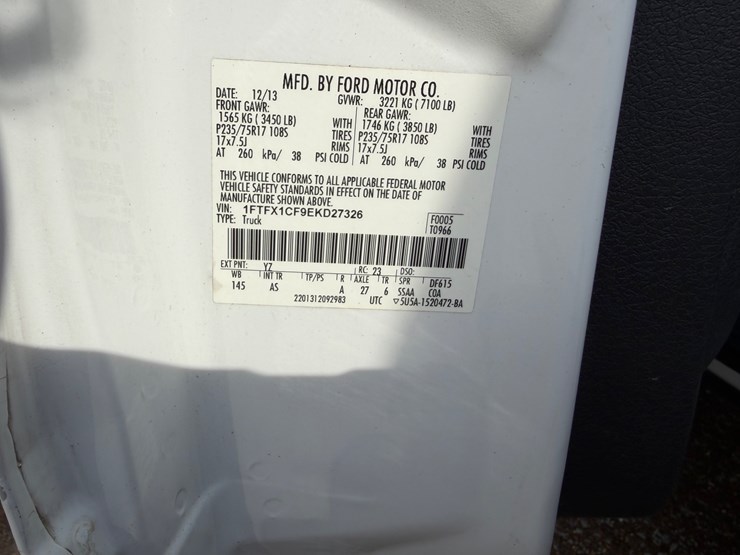 MFD. BY FORD MOTOR CO.
DATE: 12/13 GVWR: 3221 KG ( 7100 LB)
FRONT GAWR: REAR GAWR:
1565 KG ( 3450 LB) WITH 1746 KG ( 3850 LB) WITH
P235/75R17 108S TIRES P235/75R17 108S TIRES
17x7.5J RIMS 17x7.5J RIMS
AT 260 kPa/ 38 PSI COLD AT 260 kPa/ 38 PSI COLD
THIS VEHICLE CONFORMS TO ALL APPLICABLE FEDERAL MOTOR
VEHICLE SAFETY STANDARDS IN EFFECT ON THE DATE OF
MANUFACTURE SHOWN ABOVE.
VIN: 1FTFX1CF9EKD27326 F0005
TYPE: Truck T0966
EXT PNT: YZ RC: 23 DSO:
WB INT TR TP/PS R AXLE TR SPR DF615
145 AS A 27 6 SSAA COA
2201312092983 UTC ▽5U5A-1520472-BA